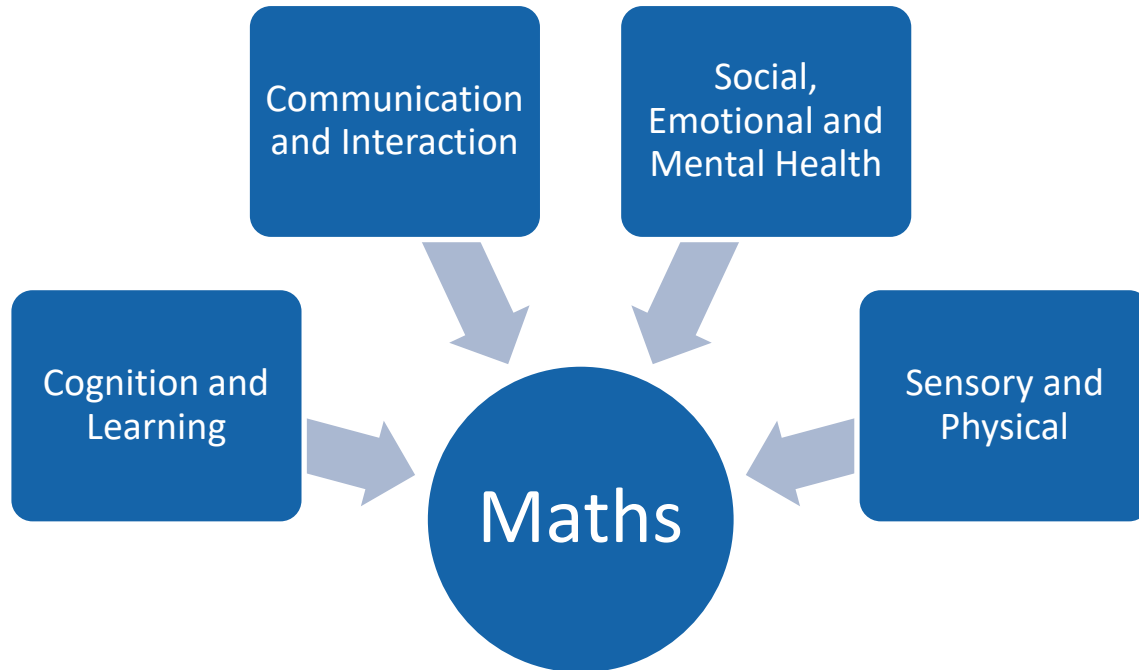 Communication
and Interaction
Social,
Emotional and
Mental Health
Cognition and
Learning
Sensory and
Physical
Maths